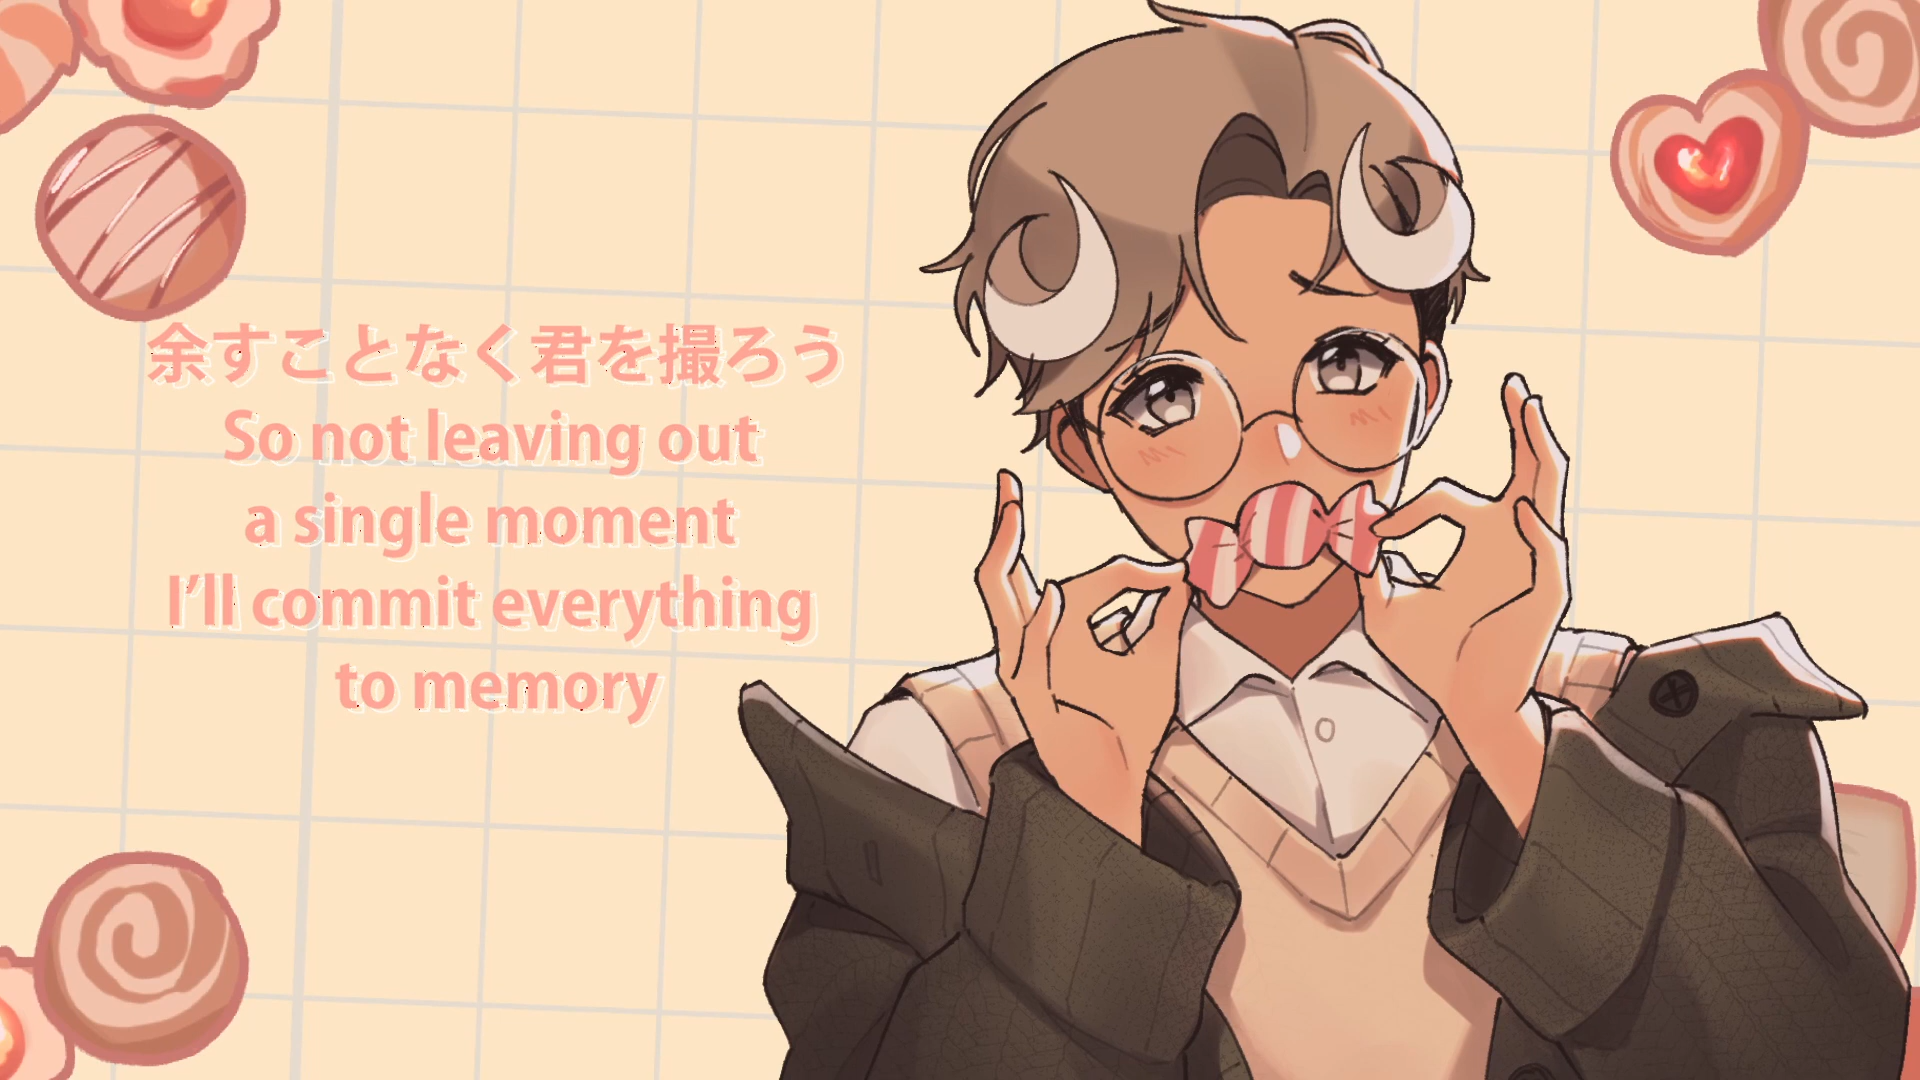 余すことなく君を撮ろう
So not leaving out
a single moment
I'll commit everything
to memory